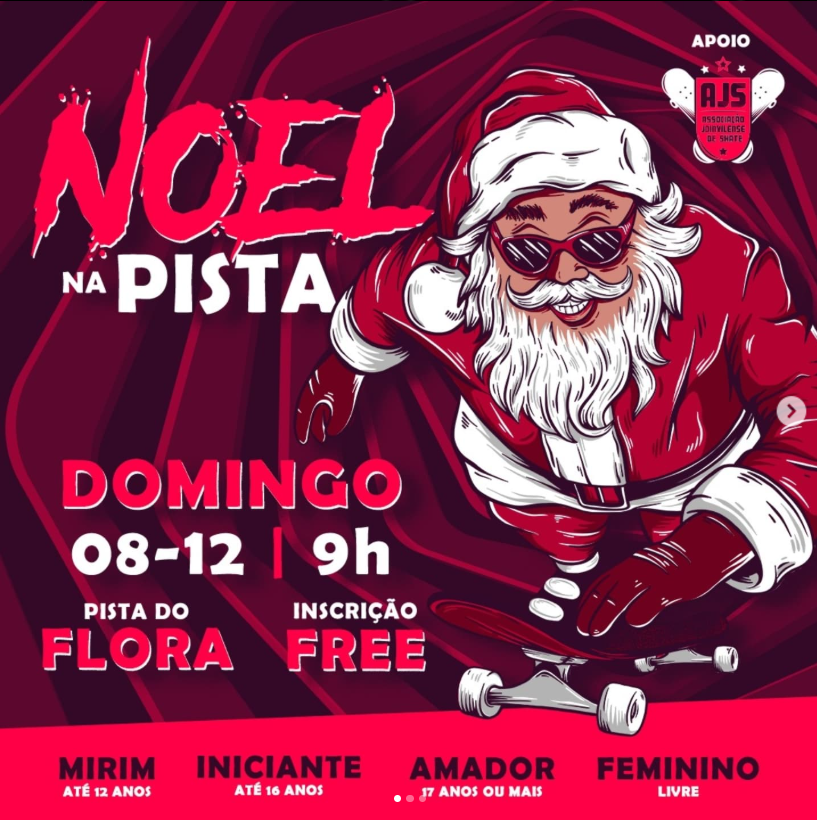 APOIO
AJS
ASSOCIAÇÃO
JOINVILENSE
DE SKATE
NOEL
NA PISTA
DOMINGO
08-12 | 9h
PISTA DO
FLORA
INSCRIÇÃO
FREE
MIRIM
ATÉ 12 ANOS
INICIANTE
ATÉ 16 ANOS
AMADOR
17 ANOS OU MAIS
FEMININO
LIVRE